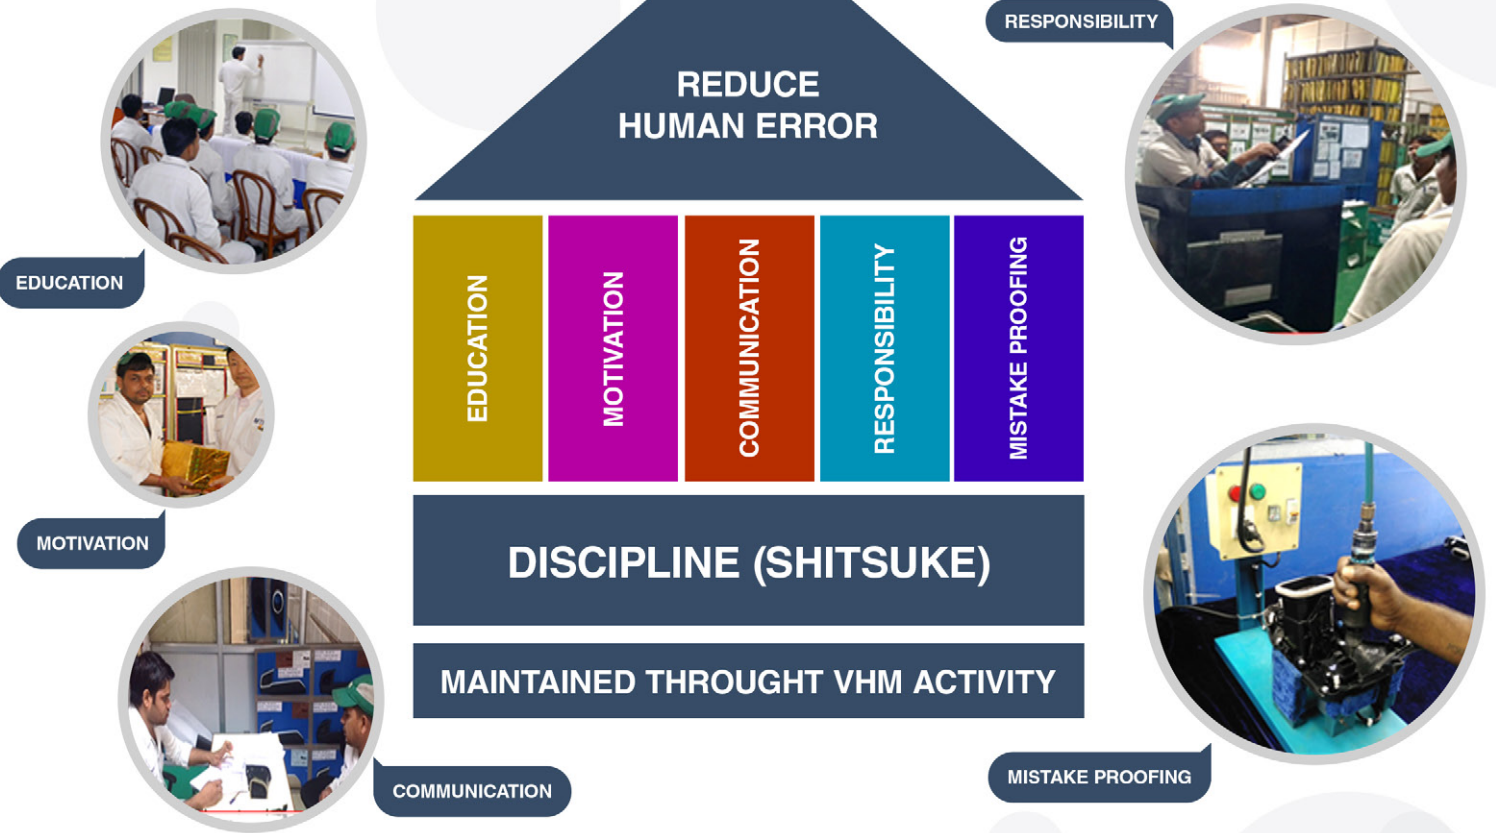 RESPONSIBILITY
REDUCE
HUMAN ERROR
EDUCATION
MOTIVATION
COMMUNICATION
RESPONSIBILITY
MISTAKE PROOFING
EDUCATION
MOTIVATION
DISCIPLINE (SHITSUKE)
MAINTAINED THROUGHT VHM ACTIVITY
COMMUNICATION
MISTAKE PROOFING